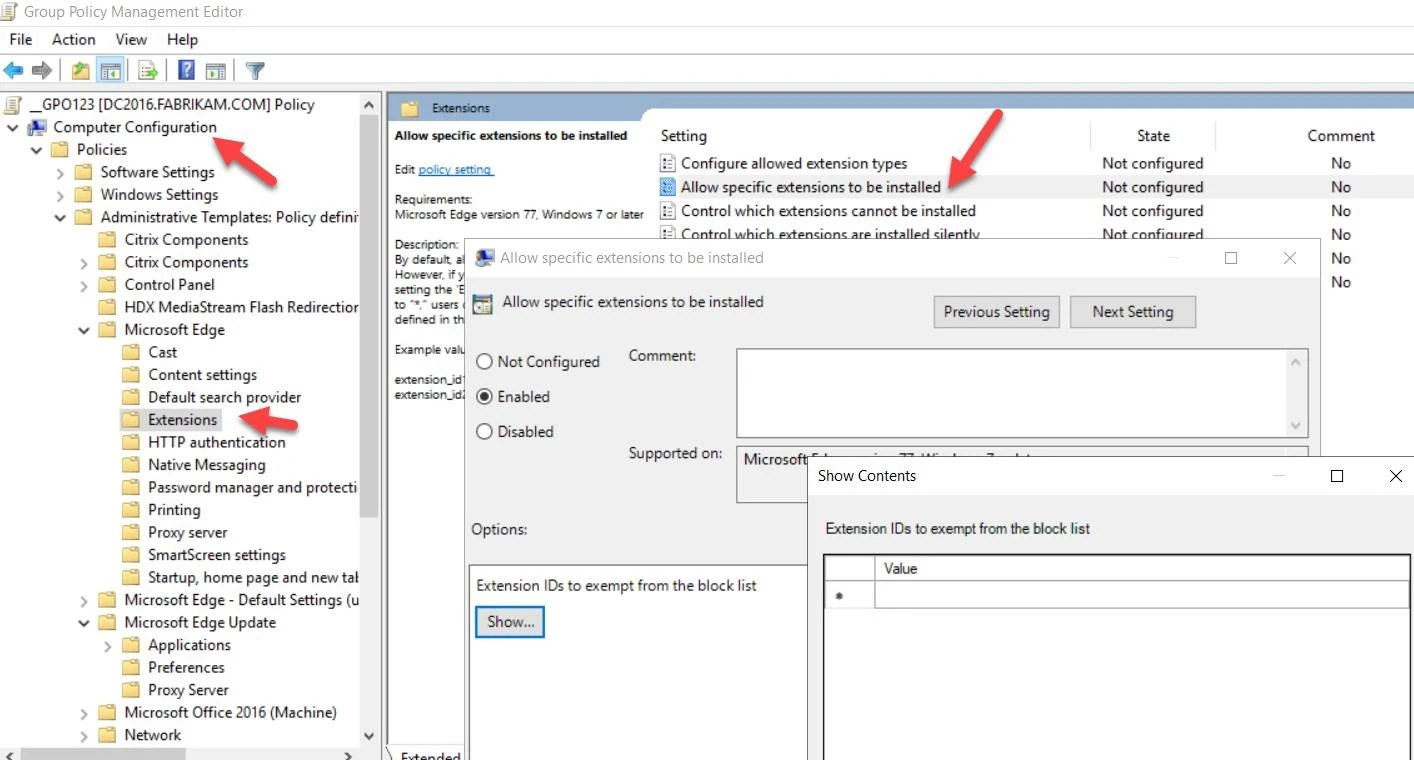 Group Policy Management Editor
File Action View Help
__GPO123 [DC2016.FABRIKAM.COM] Policy
Computer Configuration
Policies
Software Settings
Windows Settings
Administrative Templates: Policy defini
Citrix Components
Citrix Components
Control Panel
HDX MediaStream Flash Redirection
Microsoft Edge
Cast
Content settings
Default search provider
Extensions
HTTP authentication
Native Messaging
Password manager and protecti
Printing
Proxy server
SmartScreen settings
Startup, home page and new tab
Microsoft Edge - Default Settings (u
Microsoft Edge Update
Applications
Preferences
Proxy Server
Microsoft Office 2016 (Machine)
Network
Extensions
Allow specific extensions to be installed
Edit policy setting
Requirements:
Microsoft Edge version 77, Windows 7 or later
Description:
By default, al
However, if y
setting the 'E
to "*," users
defined in th
Example valu
extension_id1
extension_id2
Extended
Setting State Comment
Configure allowed extension types Not configured No
Allow specific extensions to be installed Not configured No
Control which extensions cannot be installed Not configured No
Control which extensions are installed silently Not configured No
No
No
Allow specific extensions to be installed
Allow specific extensions to be installed
Previous Setting Next Setting
Not Configured
Enabled
Disabled
Comment:
Supported on:
Microsoft Edge version 77, Windows 7 or later
Options:
Extension IDs to exempt from the block list
Show...
Show Contents
Extension IDs to exempt from the block list
Value